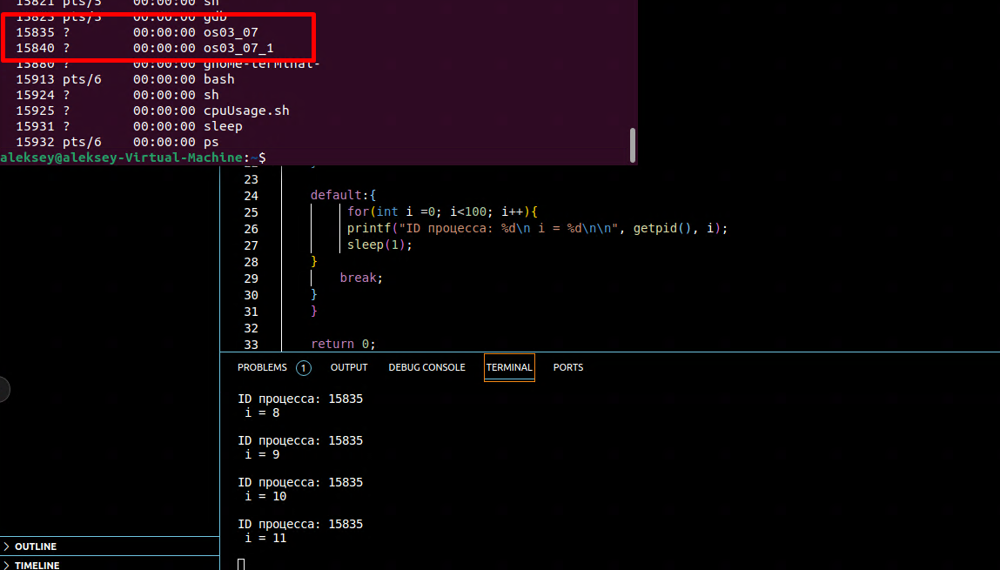 15821 pts/5    00:00:00 sh
15823 pts/5    00:00:00 gdb
15835 ?        00:00:00 os03_07
15840 ?        00:00:00 os03_07_1
15880 ?        00:00:00 gnome-terminal-
15913 pts/6    00:00:00 bash
15924 ?        00:00:00 sh
15925 ?        00:00:00 cpuUsage.sh
15931 ?        00:00:00 sleep
15932 pts/6    00:00:00 ps
aleksey@aleksey-Virtual-Machine:~$
22 }
23
24 default:{
25 for(int i =0; i<100; i++){
26 printf("ID процесса: %d\n i = %d\n\n", getpid(), i);
27 sleep(1);
28 }
29 break;
30 }
31 }
32
33 return 0;
PROBLEMS 1 OUTPUT DEBUG CONSOLE TERMINAL PORTS
ID процесса: 15835
i = 8
ID процесса: 15835
i = 9
ID процесса: 15835
i = 10
ID процесса: 15835
i = 11
OUTLINE
TIMELINE